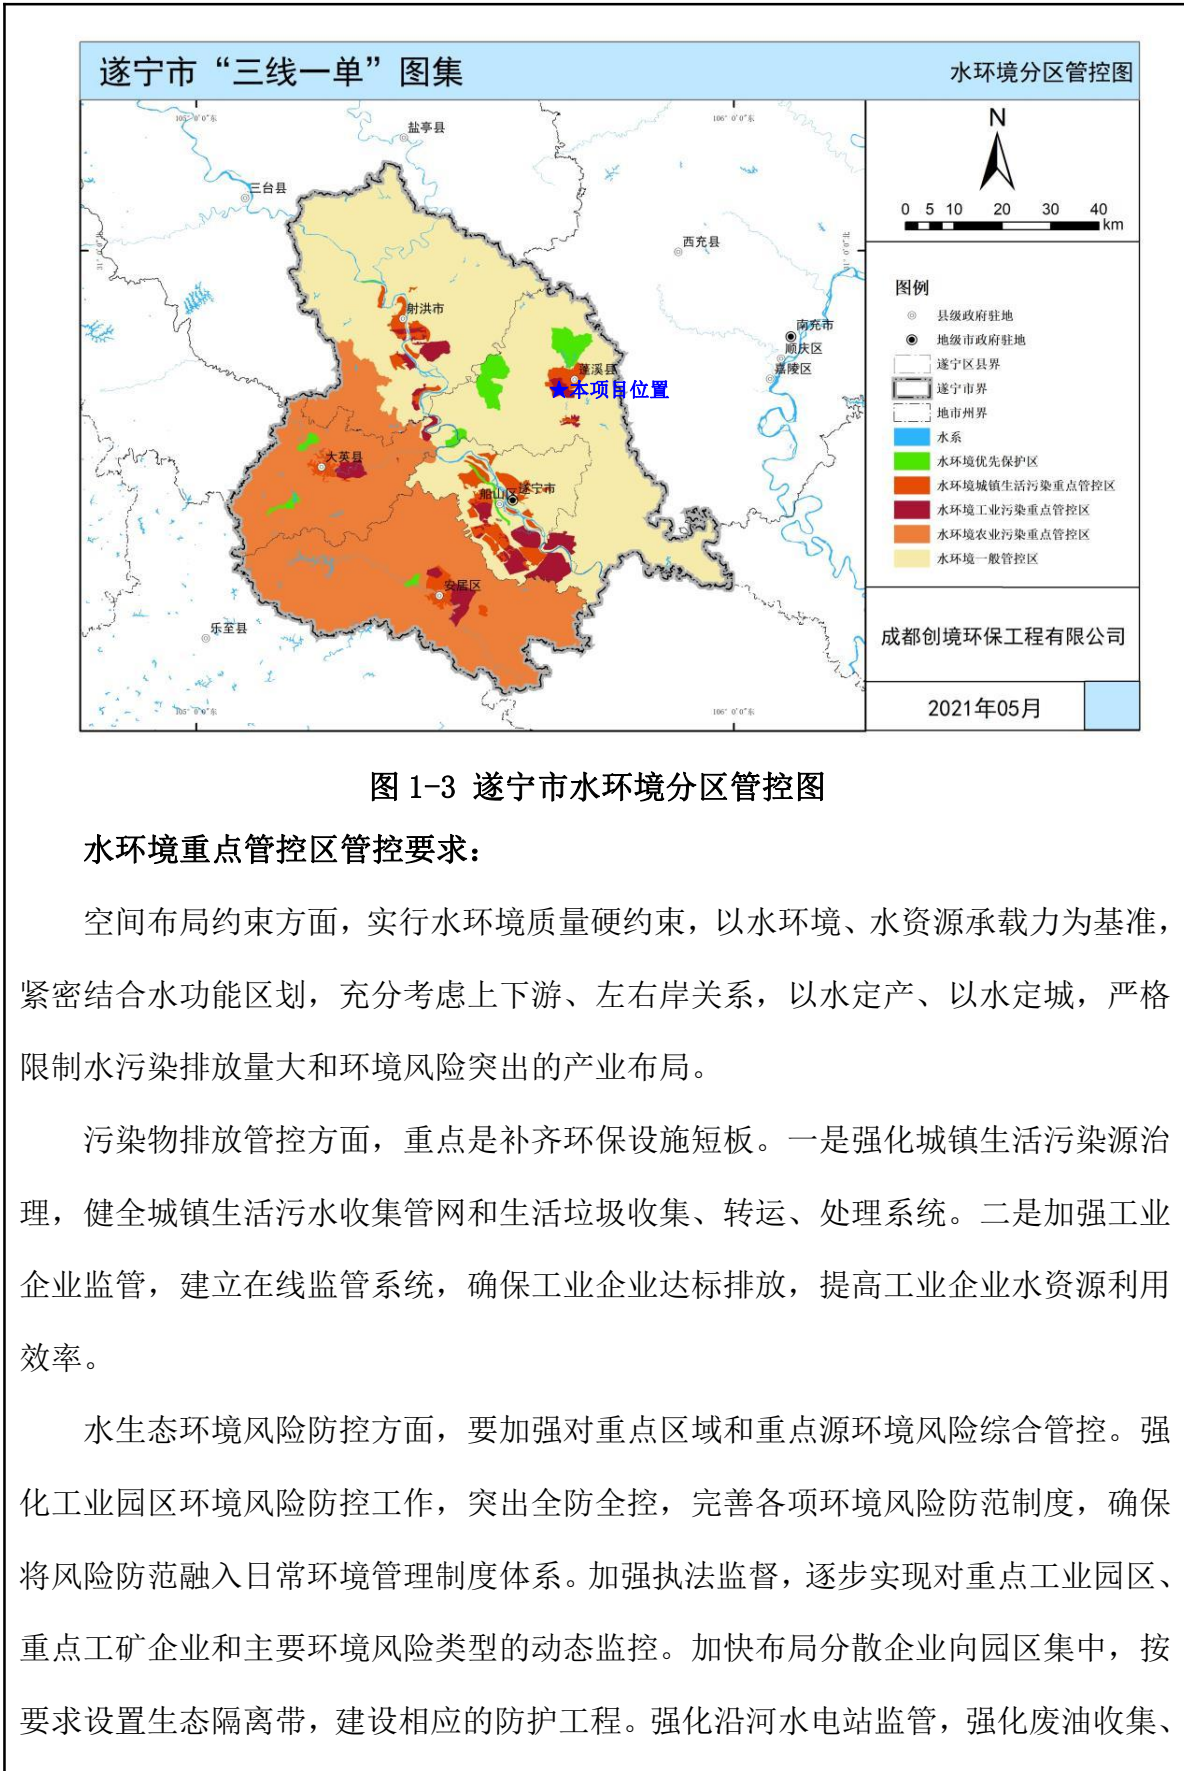 遂宁市“三线一单”图集
水环境分区管控图
105° 0′0″东
106° 0′0″东
盐亭县
三台县
西充县
射洪市
南充市
顺庆区
嘉陵区
蓬溪县
★本项目位置
大英县
船山区
遂宁市
安居区
乐至县
105° 0′0″东
106° 0′0″东
N
0 5 10 20 30 40
km
图例
县级政府驻地
地级市政府驻地
遂宁区县界
遂宁市界
地市州界
水系
水环境优先保护区
水环境城镇生活污染重点管控区
水环境工业污染重点管控区
水环境农业污染重点管控区
水环境一般管控区
成都创境环保工程有限公司
2021年05月
图 1-3 遂宁市水环境分区管控图
水环境重点管控区管控要求：
空间布局约束方面，实行水环境质量硬约束，以水环境、水资源承载力为基准，
紧密结合水功能区划，充分考虑上下游、左右岸关系，以水定产、以水定城，严格
限制水污染排放量大和环境风险突出的产业布局。
污染物排放管控方面，重点是补齐环保设施短板。一是强化城镇生活污染源治
理，健全城镇生活污水收集管网和生活垃圾收集、转运、处理系统。二是加强工业
企业监管，建立在线监管系统，确保工业企业达标排放，提高工业企业水资源利用
效率。
水生态环境风险防控方面，要加强对重点区域和重点源环境风险综合管控。强
化工业园区环境风险防控工作，突出全防全控，完善各项环境风险防范制度，确保
将风险防范融入日常环境管理制度体系。加强执法监督，逐步实现对重点工业园区、
重点工矿企业和主要环境风险类型的动态监控。加快布局分散企业向园区集中，按
要求设置生态隔离带，建设相应的防护工程。强化沿河水电站监管，强化废油收集、